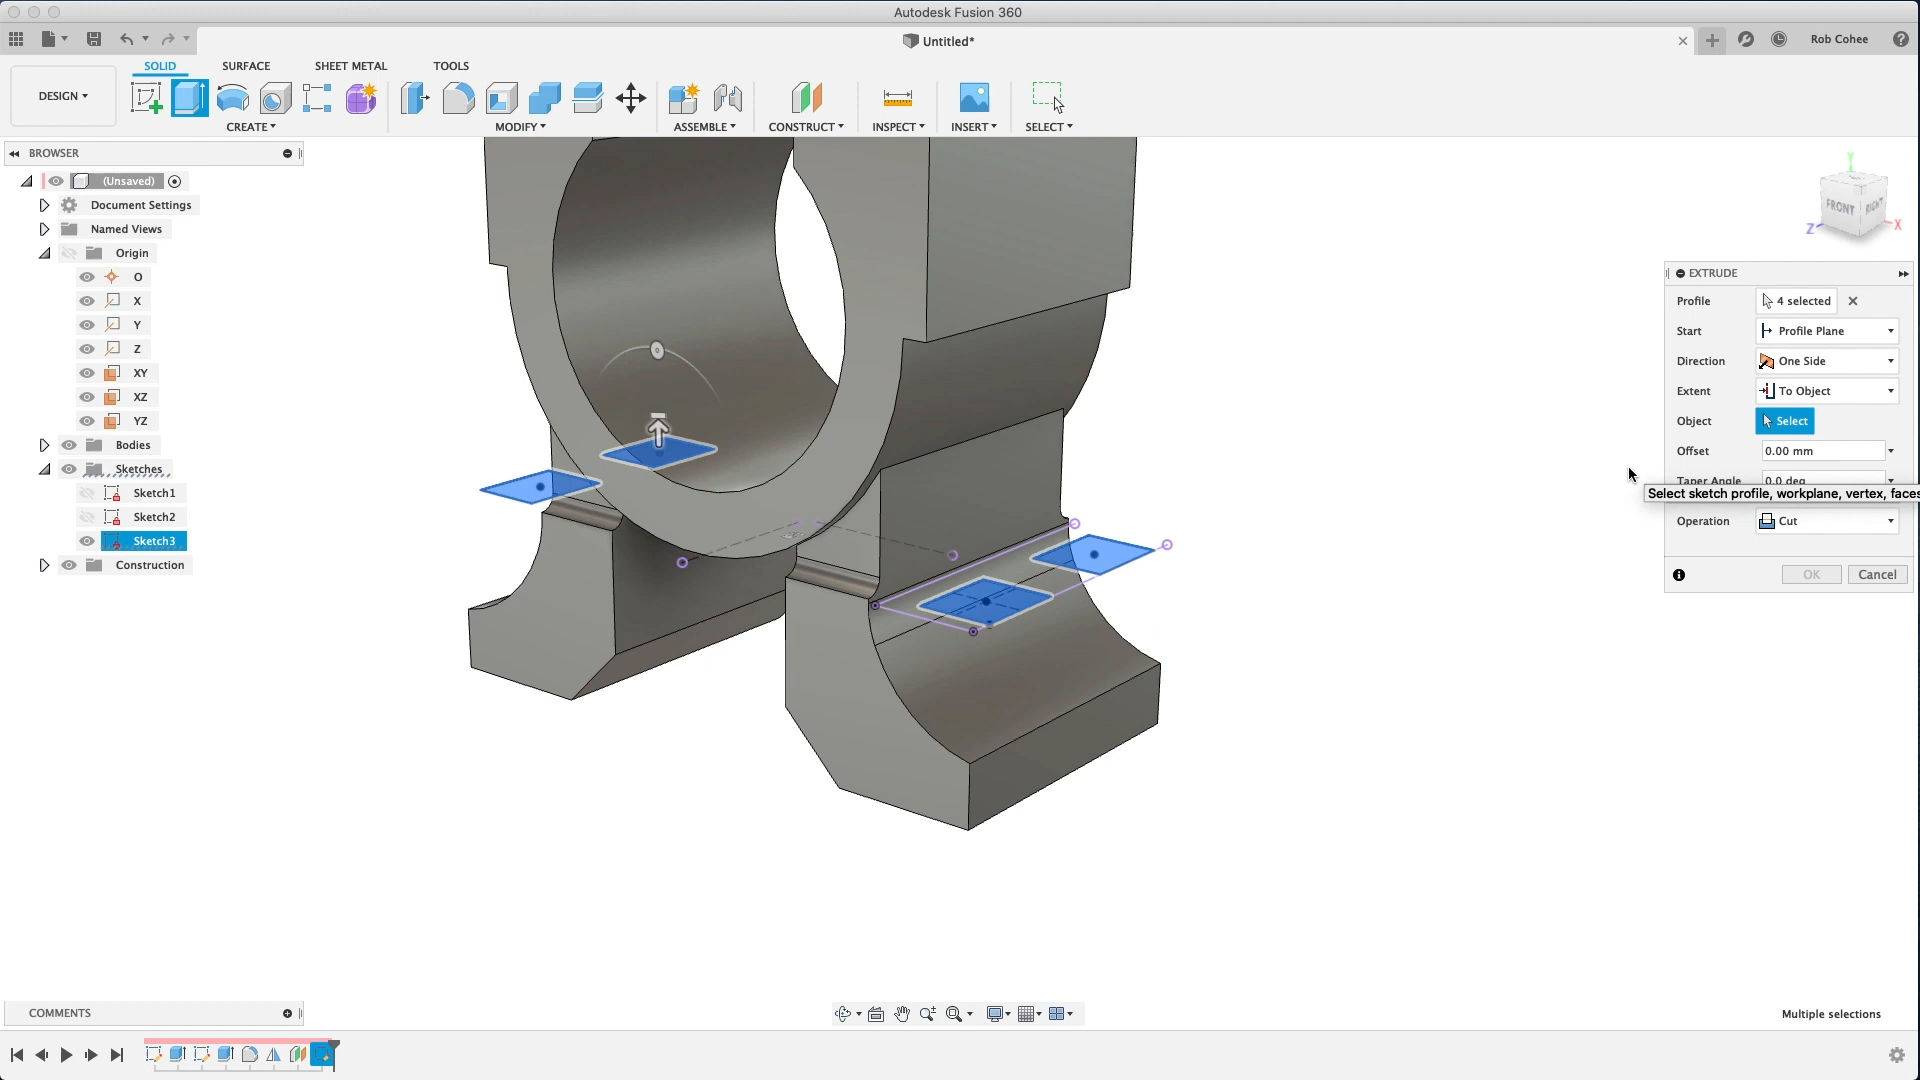 Autodesk Fusion 360
Untitled*
Rob Cohee
SOLID SURFACE SHEET METAL TOOLS
DESIGN
CREATE MODIFY ASSEMBLE CONSTRUCT INSPECT INSERT SELECT
BROWSER
(Unsaved)
Document Settings
Named Views
Origin
O
X
Y
Z
XY
XZ
YZ
Bodies
Sketches
Sketch1
Sketch2
Sketch3
Construction
Y
FRONT RIGHT
Z X
EXTRUDE
Profile 4 selected
Start Profile Plane
Direction One Side
Extent To Object
Object Select
Offset 0.00 mm
Taper Angle 0.0 deg
Select sketch profile, workplane, vertex, faces
Operation Cut
OK Cancel
COMMENTS
Multiple selections